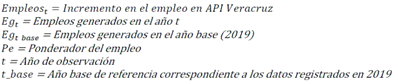 Empleos_t = Incremento en el empleo en API Veracruz
Eg_t = Empleos generados en el año t
Eg_t base = Empleos generados en el año base (2019)
Pe = Ponderador del empleo
t = Año de observación
t_base = Año base de referencia correspondiente a los datos registrados en 2019